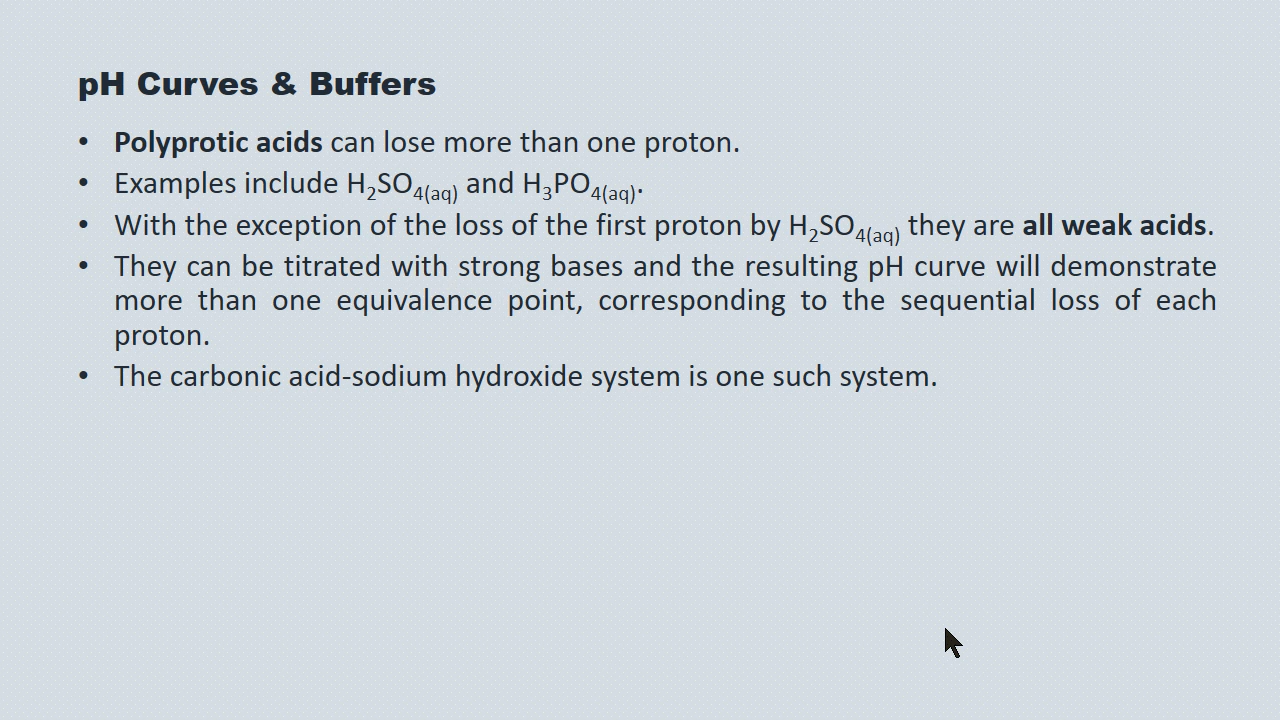 pH Curves & Buffers
• Polyprotic acids can lose more than one proton.
• Examples include H₂SO₄₍ₐq₎ and H₃PO₄₍ₐq₎.
• With the exception of the loss of the first proton by H₂SO₄₍ₐq₎ they are all weak acids.
• They can be titrated with strong bases and the resulting pH curve will demonstrate
more than one equivalence point, corresponding to the sequential loss of each
proton.
• The carbonic acid-sodium hydroxide system is one such system.